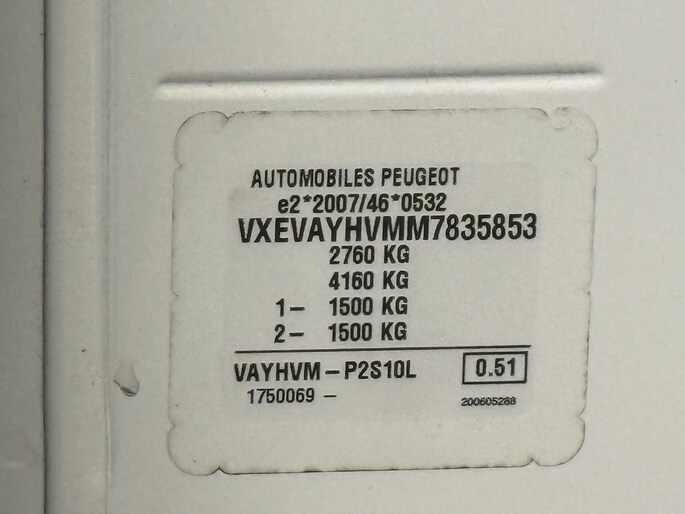 AUTOMOBILES PEUGEOT
e2*2007/46*0532
VXEVAYHVMM7835853
2760 KG
4160 KG
1- 1500 KG
2- 1500 KG
VAYHVM-P2S10L 0.51
1750069 - 200605288